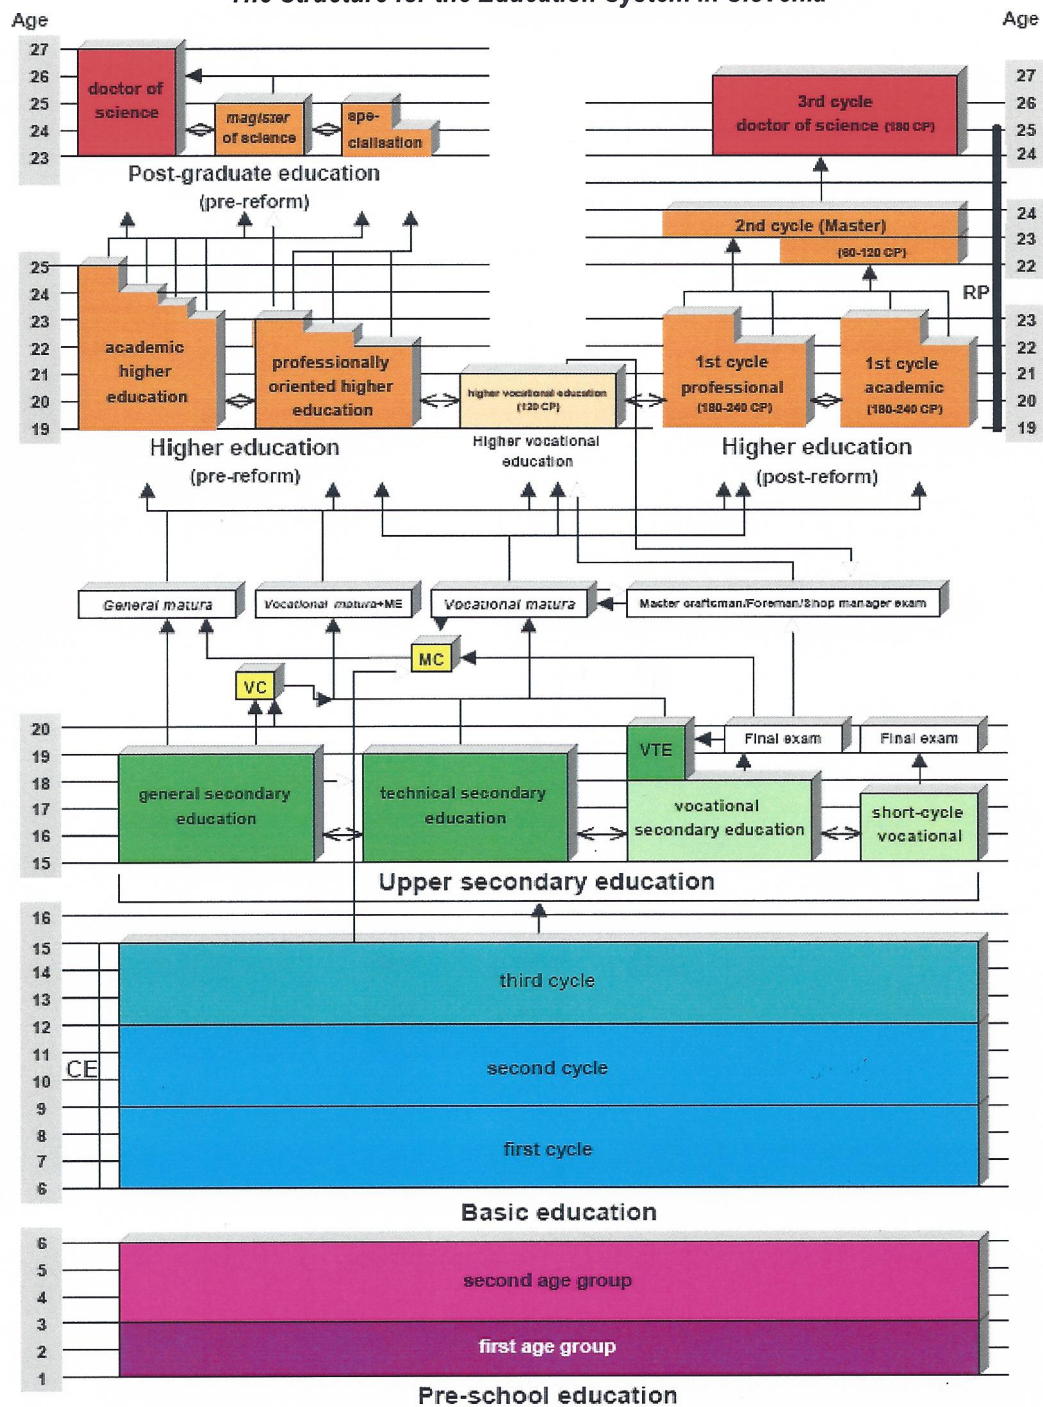 The Structure for the Education System in Slovenia
Age
Age
27
26
25
24
23
doctor of
science
magister
of science
spe-
cialisation
Post-graduate education
(pre-reform)
27
26
25
24
3rd cycle
doctor of science (180 CP)
24
23
22
2nd cycle (Master)
(60-120 CP)
RP
25
24
23
22
21
20
19
academic
higher
education
professionally
oriented higher
education
higher vocational education
(120 CP)
1st cycle
professional
(180-240 CP)
1st cycle
academic
(180-240 CP)
23
22
21
20
19
Higher education
(pre-reform)
Higher vocational
education
Higher education
(post-reform)
General matura
Vocational matura+ME
Vocational matura
Master craftsman/Foreman/Shop manager exam
MC
VC
20
19
18
17
16
15
general secondary
education
technical secondary
education
VTE
Final exam
Final exam
vocational
secondary education
short-cycle
vocational
Upper secondary education
16
15
14
13
12
11
10
9
8
7
6
CE
third cycle
second cycle
first cycle
Basic education
6
5
4
3
2
1
second age group
first age group
Pre-school education